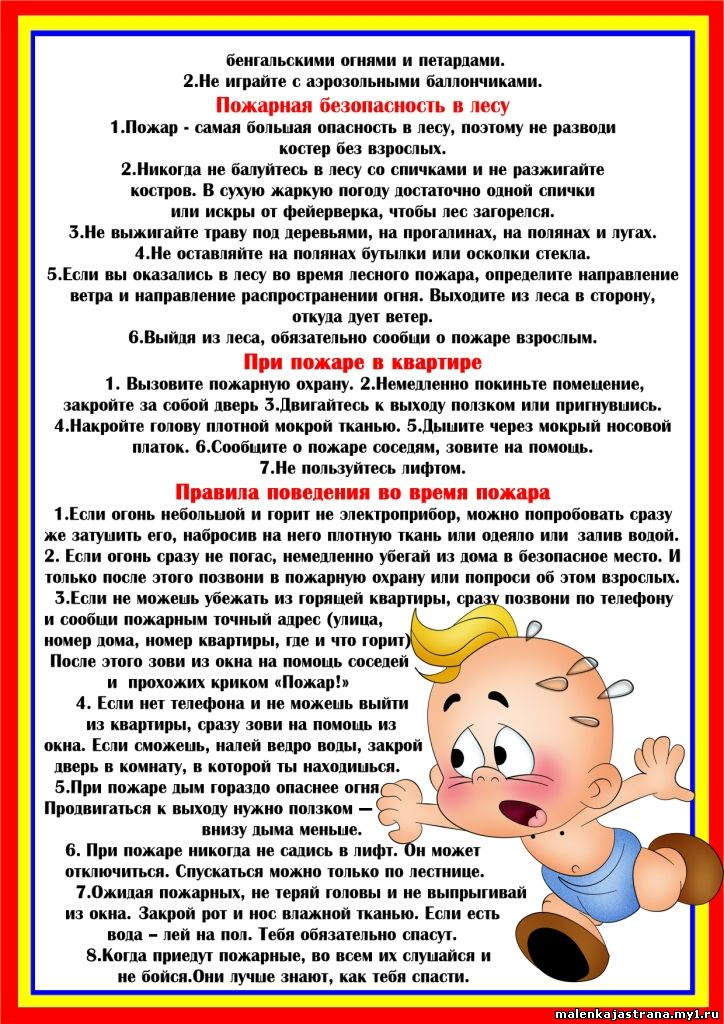 бенгальскими огнями и петардами.
2.Не играйте с аэрозольными баллончиками.
Пожарная безопасность в лесу
1.Пожар - самая большая опасность в лесу, поэтому не разводи
костер без взрослых.
2.Никогда не балуйтесь в лесу со спичками и не разжигайте
костров. В сухую жаркую погоду достаточно одной спички
или искры от фейерверка, чтобы лес загорелся.
3.Не выжигайте траву под деревьями, на прогалинах, на полянах и лугах.
4.Не оставляйте на полянах бутылки или осколки стекла.
5.Если вы оказались в лесу во время лесного пожара, определите направление
ветра и направление распространении огня. Выходите из леса в сторону,
откуда дует ветер.
6.Выйдя из леса, обязательно сообщи о пожаре взрослым.
При пожаре в квартире
1. Вызовите пожарную охрану. 2.Немедленно покиньте помещение,
закройте за собой дверь 3.Двигайтесь к выходу ползком или пригнувшись.
4.Накройте голову плотной мокрой тканью. 5.Дышите через мокрый носовой
платок. 6.Сообщите о пожаре соседям, зовите на помощь.
7.Не пользуйтесь лифтом.
Правила поведения во время пожара
1.Если огонь небольшой и горит не электроприбор, можно попробовать сразу
же затушить его, набросив на него плотную ткань или одеяло или залив водой.
2. Если огонь сразу не погас, немедленно убегай из дома в безопасное место. И
только после этого позвони в пожарную охрану или попроси об этом взрослых.
3.Если не можешь убежать из горящей квартиры, сразу позвони по телефону
и сообщи пожарным точный адрес (улица,
номер дома, номер квартиры, где и что горит)
После этого зови из окна на помощь соседей
и прохожих криком «Пожар!»
4. Если нет телефона и не можешь выйти
из квартиры, сразу зови на помощь из
окна. Если сможешь, налей ведро воды, закрой
дверь в комнату, в которой ты находишься.
5.При пожаре дым гораздо опаснее огня
Продвигаться к выходу нужно ползком —
внизу дыма меньше.
6. При пожаре никогда не садись в лифт. Он может
отключиться. Спускаться можно только по лестнице.
7.Ожидая пожарных, не теряй головы и не выпрыгивай
из окна. Закрой рот и нос влажной тканью. Если есть
вода – лей на пол. Тебя обязательно спасут.
8.Когда приедут пожарные, во всем их слушайся и
не бойся.Они лучше знают, как тебя спасти.
malenkajastrana.my1.ru